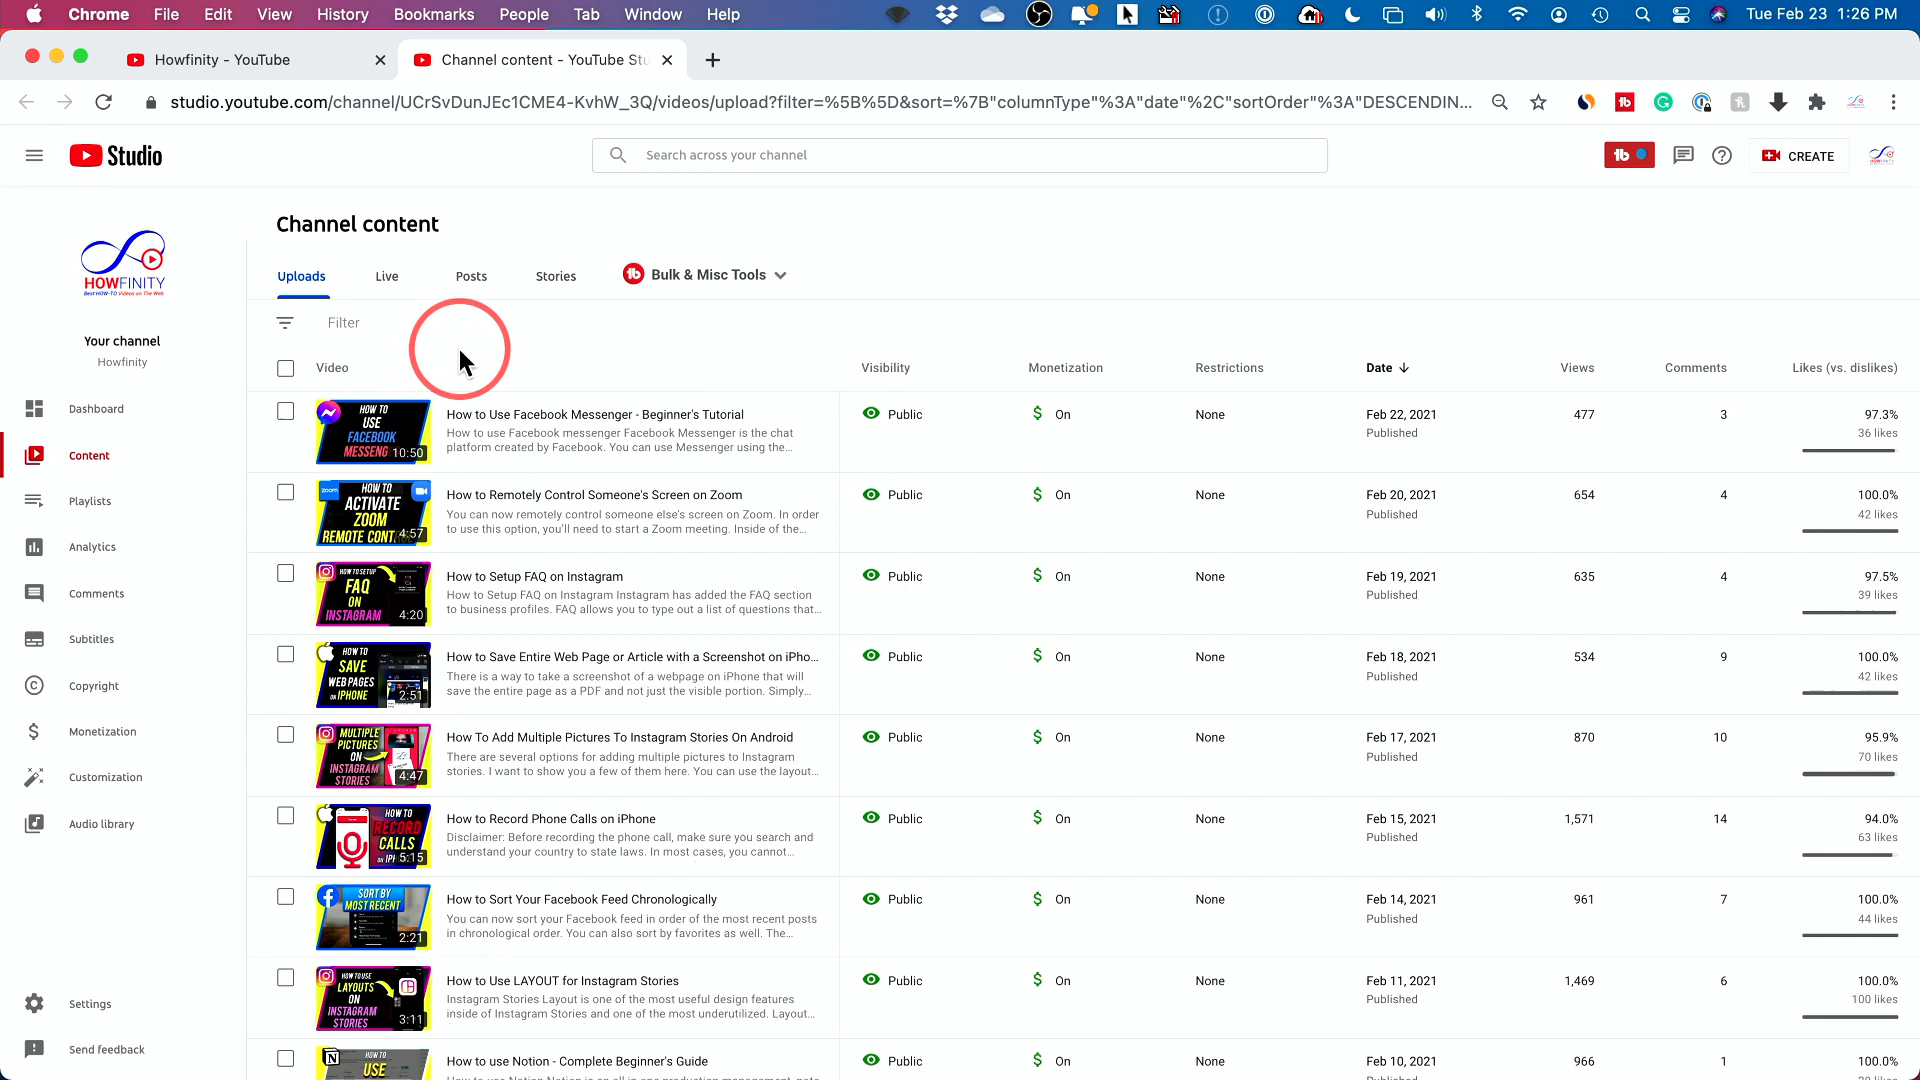 Chrome File Edit View History Bookmarks People Tab Window Help
Tue Feb 23 1:26 PM
Howfinity - YouTube
Channel content - YouTube Stu
studio.youtube.com/channel/UCrSvDunJEc1CME4-KvhW_3Q/videos/upload?filter=%5B%5D&sort=%7B"columnType"%3A"date"%2C"sortOrder"%3A"DESCENDIN...
Studio
Search across your channel
CREATE
HOWFINITY
Best HOW-TO Videos on The Web
Your channel
Howfinity
Dashboard
Content
Playlists
Analytics
Comments
Subtitles
Copyright
Monetization
Customization
Audio library
Settings
Send feedback
Channel content
Uploads Live Posts Stories Bulk & Misc Tools
Filter
Video Visibility Monetization Restrictions Date Views Comments Likes (vs. dislikes)
HOW TO
USE
FACEBOOK
MESSENG
10:50
How to Use Facebook Messenger - Beginner's Tutorial
How to use Facebook messenger Facebook Messenger is the chat
platform created by Facebook. You can use Messenger using the...
Public On None Feb 22, 2021 477 3 97.3%
Published 36 likes
zoom
HOW TO
ACTIVATE
ZOOM
REMOTE CONT
4:57
How to Remotely Control Someone's Screen on Zoom
You can now remotely control someone else's screen on Zoom. In order
to use this option, you'll need to start a Zoom meeting. Inside of the...
Public On None Feb 20, 2021 654 4 100.0%
Published 42 likes
HOW TO SETUP
FAQ
ON
INSTAGRAM
4:20
How to Setup FAQ on Instagram
How to Setup FAQ on Instagram Instagram has added the FAQ section
to business profiles. FAQ allows you to type out a list of questions that...
Public On None Feb 19, 2021 635 4 97.5%
Published 39 likes
HOW TO
SAVE
WEB PAGES
ON IPHONE
2:51
How to Save Entire Web Page or Article with a Screenshot on iPho...
There is a way to take a screenshot of a webpage on iPhone that will
save the entire page as a PDF and not just the visible portion. Simply...
Public On None Feb 18, 2021 534 9 100.0%
Published 42 likes
MULTIPLE
PICTURES
ON
INSTAGRAM
STORIES
4:47
How To Add Multiple Pictures To Instagram Stories On Android
There are several options for adding multiple pictures to Instagram
stories. I want to show you a few of them here. You can use the layout...
Public On None Feb 17, 2021 870 10 95.9%
Published 70 likes
HOW TO
RECORD
CALLS
ON IPH
5:15
How to Record Phone Calls on iPhone
Disclaimer: Before recording the phone call, make sure you search and
understand your country to state laws. In most cases, you cannot...
Public On None Feb 15, 2021 1,571 14 94.0%
Published 63 likes
SORT BY
MOST RECENT
2:21
How to Sort Your Facebook Feed Chronologically
You can now sort your Facebook feed in order of the most recent posts
in chronological order. You can also sort by favorites as well. The...
Public On None Feb 14, 2021 961 7 100.0%
Published 44 likes
HOW TO USE
LAYOUTS
ON
INSTAGRAM
STORIES
3:11
How to Use LAYOUT for Instagram Stories
Instagram Stories Layout is one of the most useful design features
inside of Instagram Stories and one of the most underutilized. Layout...
Public On None Feb 11, 2021 1,469 6 100.0%
Published 100 likes
HOW TO
USE
How to use Notion - Complete Beginner's Guide
Public On None Feb 10, 2021 966 1 100.0%